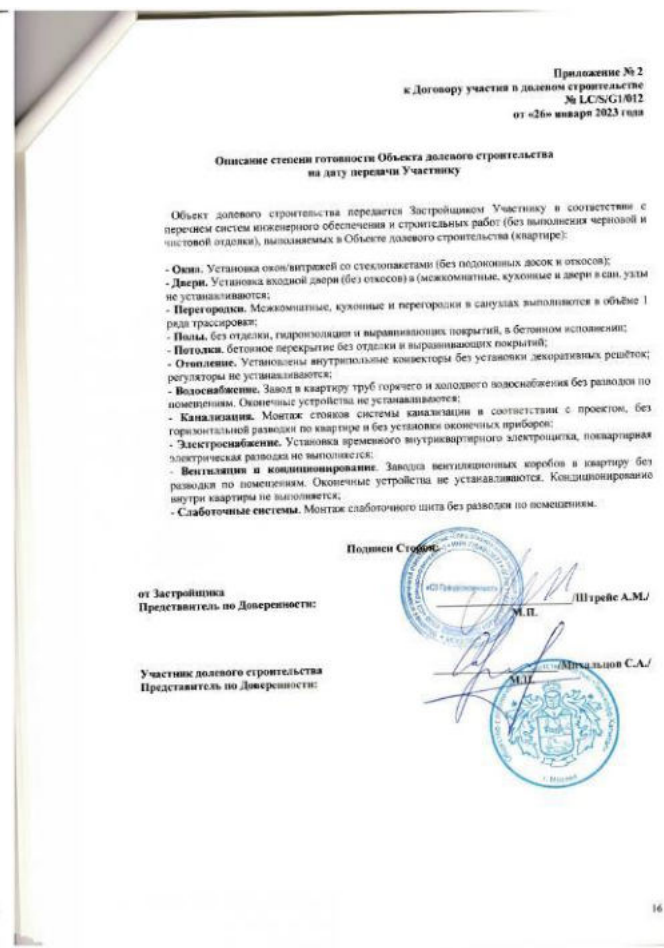 Приложение № 2
к Договору участия в долевом строительстве
№ LC/S/G1/012
от «26» января 2023 года
Описание степени готовности Объекта долевого строительства
на дату передачи Участнику
Объект долевого строительства передается Застройщиком Участнику в соответствии с
перечнем систем инженерного обеспечения и строительных работ (без выполнения черновой и
чистовой отделки), выполняемых в Объекте долевого строительства (квартире):
- Окна. Установка окон/витражей со стеклопакетами (без подоконных досок и откосов);
- Двери. Установка входной двери (без откосов) в (межкомнатные, кухонные и двери в сан. узлы
не устанавливаются;
- Перегородки. Межкомнатные, кухонные и перегородки в санузлах выполняются в объёме 1
ряда трассировки;
- Полы. без отделки, гидроизоляции и выравнивающих покрытий, в бетонном исполнении;
- Потолки. бетонное перекрытие без отделки и выравнивающих покрытий;
- Отопление. Установлены внутрипольные конвекторы без установки декоративных решёток;
регуляторы не устанавливаются;
- Водоснабжение. Завод в квартиру труб горячего и холодного водоснабжения без разводки по
помещениям. Оконечные устройства не устанавливаются;
- Канализация. Монтаж стояков системы канализации в соответствии с проектом, без
горизонтальной разводки по квартире и без установки оконечных приборов;
- Электроснабжение. Установка временного внутриквартирного электрощитка, поквартирная
электрическая разводка не выполняется;
- Вентиляция и кондиционирование. Заводка вентиляционных коробов в квартиру без
разводки по помещениям. Оконечные устройства не устанавливаются. Кондиционирование
внутри квартиры не выполняется;
- Слаботочные системы. Монтаж слаботочного щита без разводки по помещениям.
Подписи Сторон:
от Застройщика
Представитель по Доверенности:
/Штрейс А.М./
М.П.
Участник долевого строительства
Представитель по Доверенности:
/Михальцов С.А./
М.П.
г. Москва
16